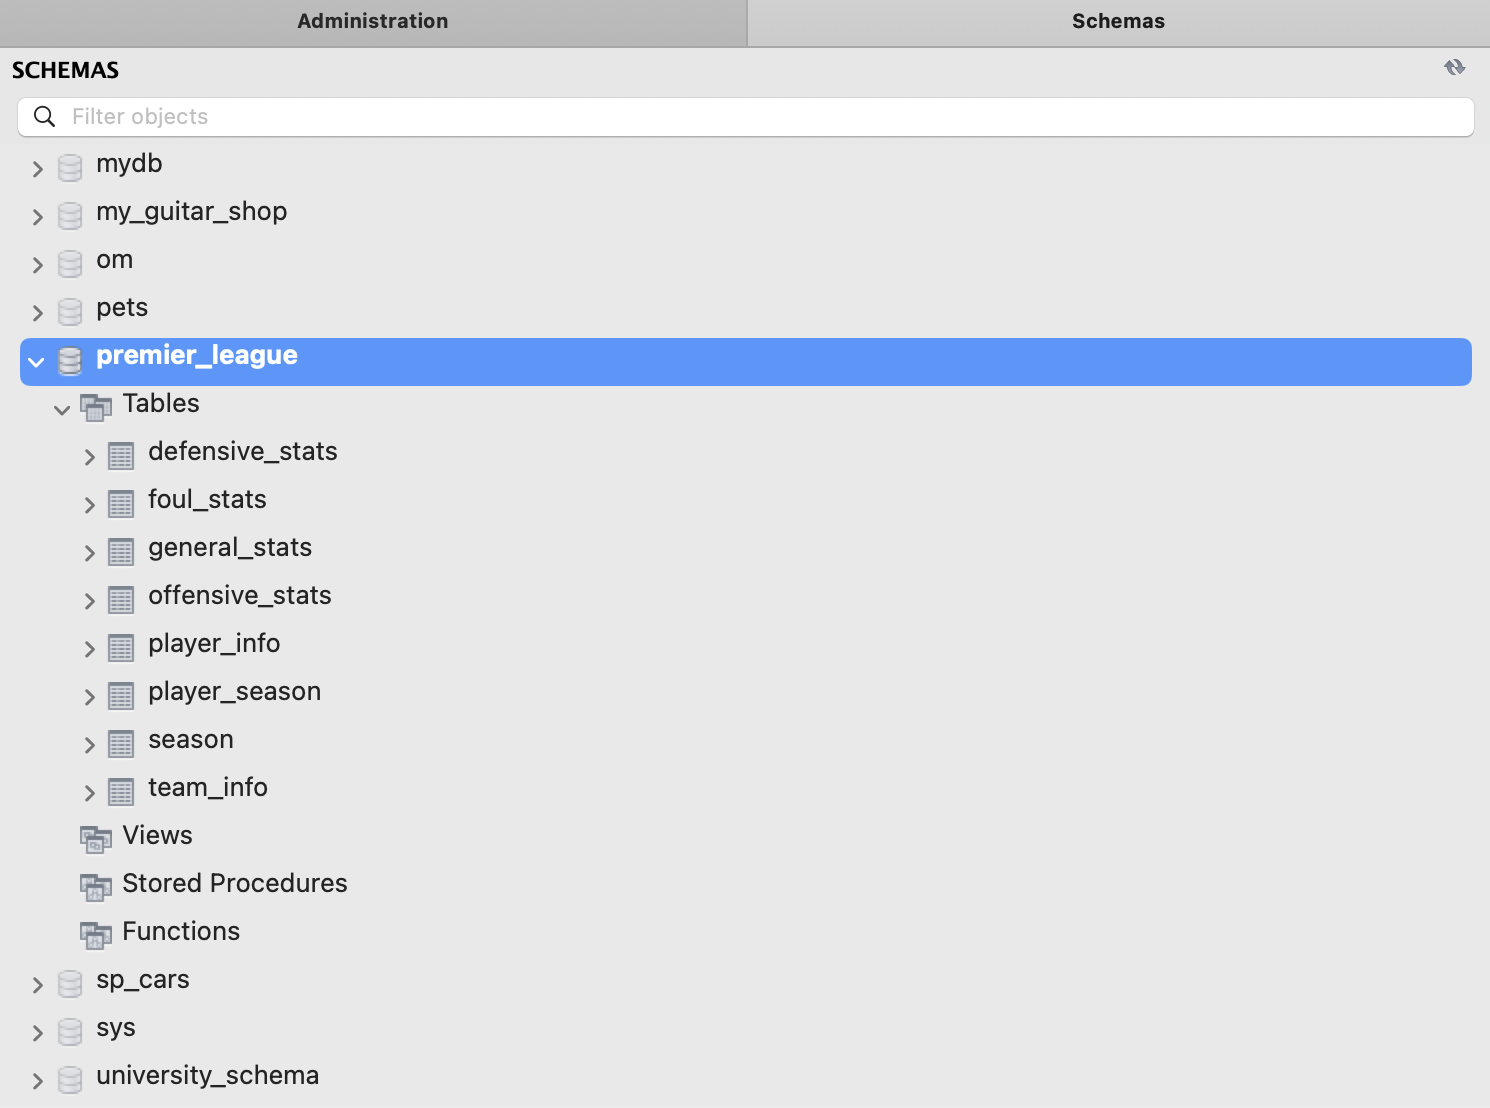 Administration
Schemas
SCHEMAS
Filter objects
mydb
my_guitar_shop
om
pets
premier_league
Tables
defensive_stats
foul_stats
general_stats
offensive_stats
player_info
player_season
season
team_info
Views
Stored Procedures
Functions
sp_cars
sys
university_schema